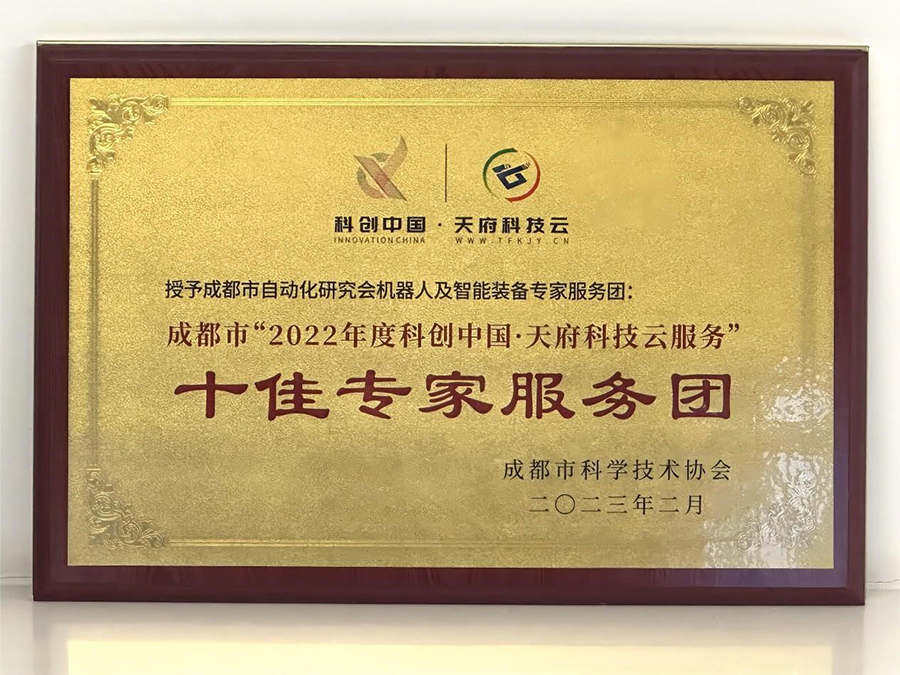 科创中国 · 天府科技云
INNOVATION CHINA WWW.TFKJY.CN
授予成都市自动化研究会机器人及智能装备专家服务团：
成都市“2022年度科创中国·天府科技云服务”
十佳专家服务团
成都市科学技术协会
二〇二三年二月